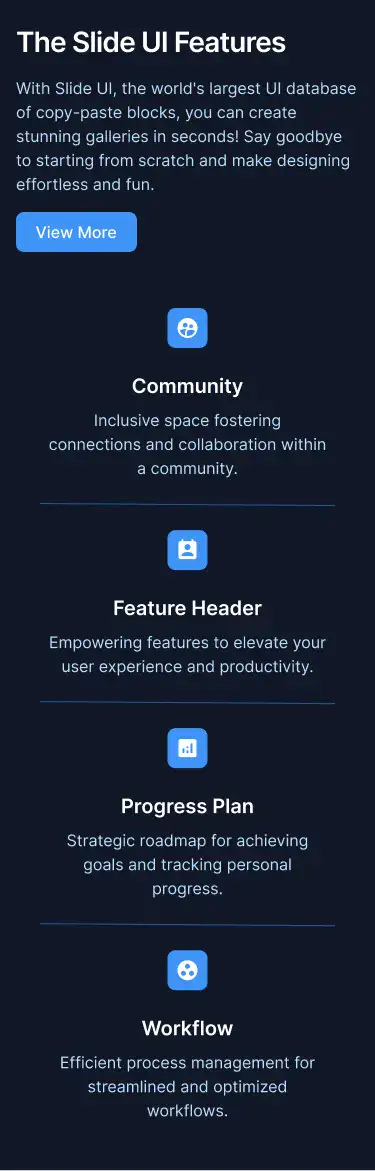 The Slide UI Features
With Slide UI, the world's largest UI database
of copy-paste blocks, you can create
stunning galleries in seconds! Say goodbye
to starting from scratch and make designing
effortless and fun.
View More
Community
Inclusive space fostering
connections and collaboration within
a community.
Feature Header
Empowering features to elevate your
user experience and productivity.
Progress Plan
Strategic roadmap for achieving
goals and tracking personal
progress.
Workflow
Efficient process management for
streamlined and optimized
workflows.